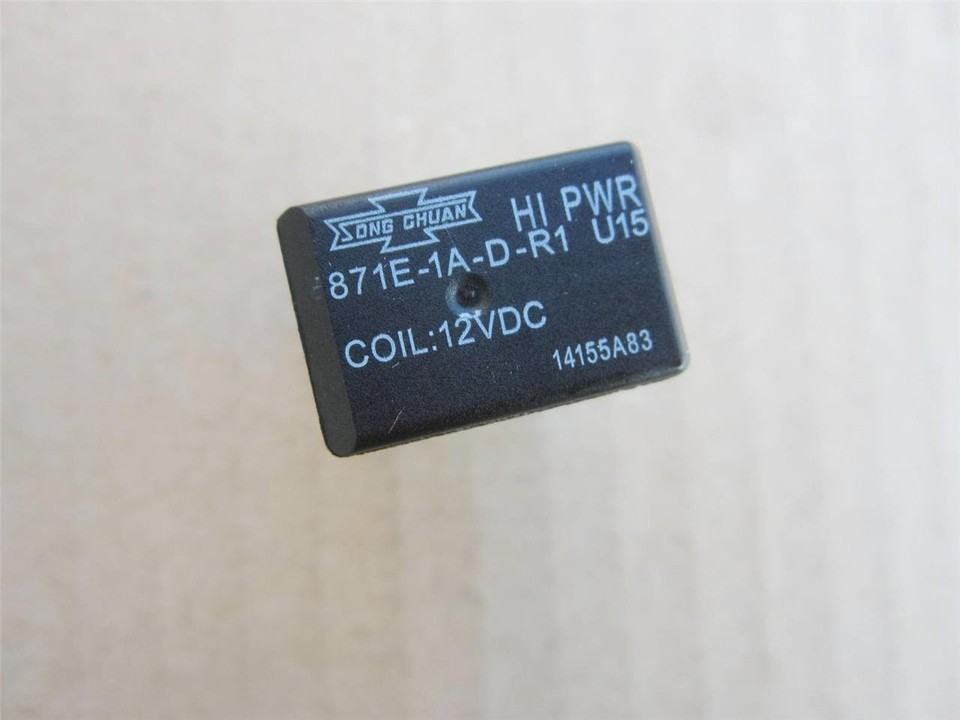 SONG CHUAN HI PWR
871E-1A-D-R1 U15
COIL:12VDC
14155A83